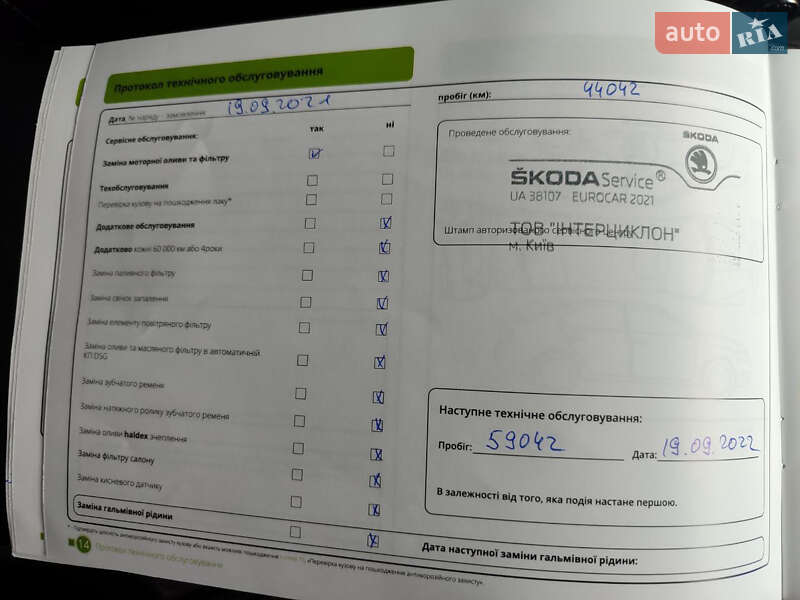 auto RIA.com
Протокол технічного обслуговування
Дата № наряду - замовлення 19.09.2021
пробіг (км): 44042
Сервісне обслуговування: так ні
Заміна моторної оливи та фільтру
Техобслуговування
Перевірка кузову на пошкодження лаку*
Додаткове обслуговування
Додатково кожні 60 000 км або 4роки
Заміна паливного фільтру
Заміна свічок запалення
Заміна елементу повітряного фільтру
Заміна оливи та масляного фільтру в автоматичній
КП DSG
Заміна зубчатого ременя
Заміна натяжного ролику зубчатого ременя
Заміна оливи haldex зчеплення
Заміна фільтру салону
Заміна кисневого датчику
Заміна гальмівної рідини
Проведене обслуговування:
ŠKODA
ŠKODA Service®
UA 38107 EUROCAR 2021
ТОВ "ІНТЕРЦИКЛОН"
Штамп авторизованого сервісного
м. Київ
Наступне технічне обслуговування:
Пробіг: 59042 Дата: 19.09.2022
В залежності від того, яка подія настане першою.
Дата наступної заміни гальмівної рідини:
«Перевірка кузову на пошкодження антикорозійного захисту».
14 Протокол технічного обслуговування